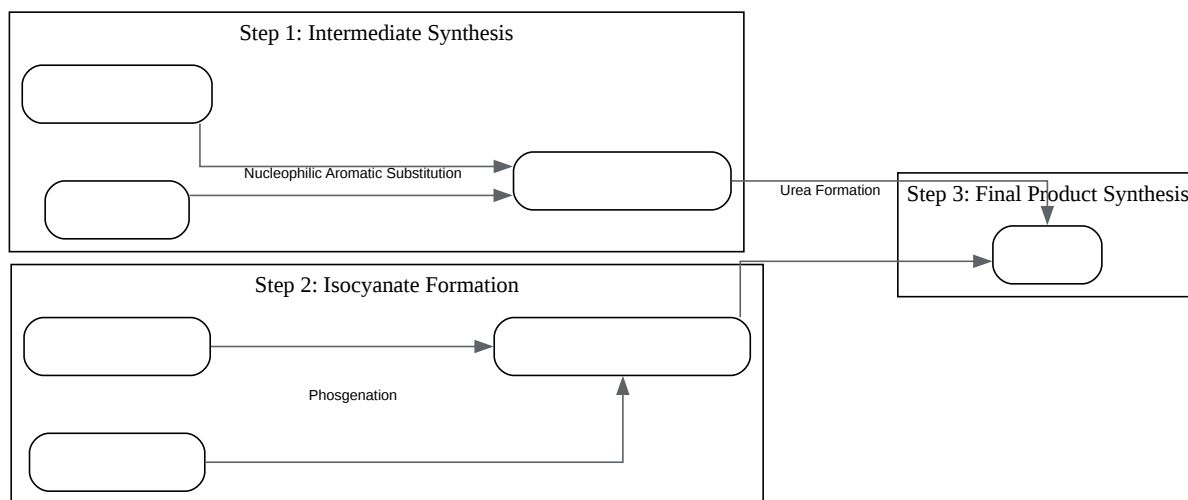 Step 1: Intermediate Synthesis
Nucleophilic Aromatic Substitution
Urea Formation
Step 3: Final Product Synthesis
Step 2: Isocyanate Formation
Phosgenation